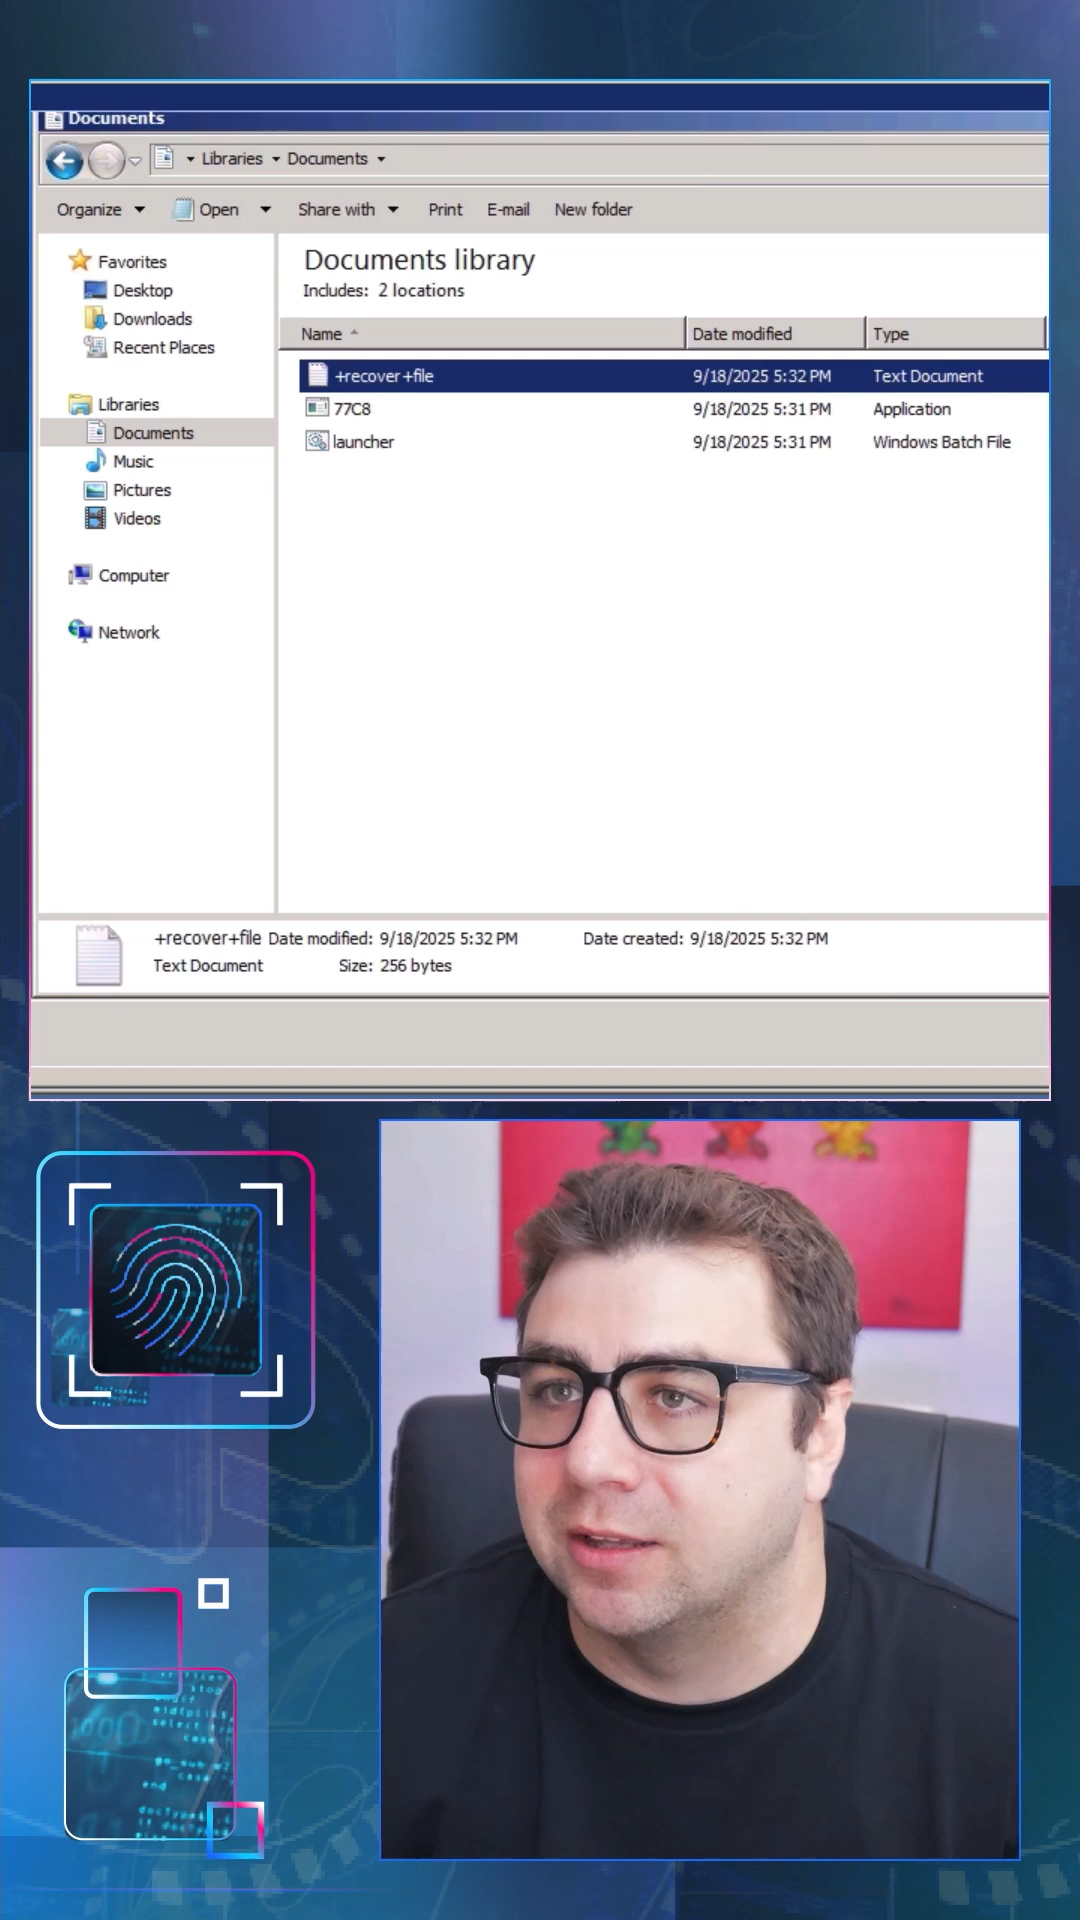 Documents
Libraries Documents
Organize Open Share with Print E-mail New folder
Favorites
Desktop
Downloads
Recent Places
Libraries
Documents
Music
Pictures
Videos
Computer
Network
Documents library
Includes: 2 locations
Name Date modified Type
+recover+file 9/18/2025 5:32 PM Text Document
77C8 9/18/2025 5:31 PM Application
launcher 9/18/2025 5:31 PM Windows Batch File
+recover+file Date modified: 9/18/2025 5:32 PM Date created: 9/18/2025 5:32 PM
Text Document Size: 256 bytes